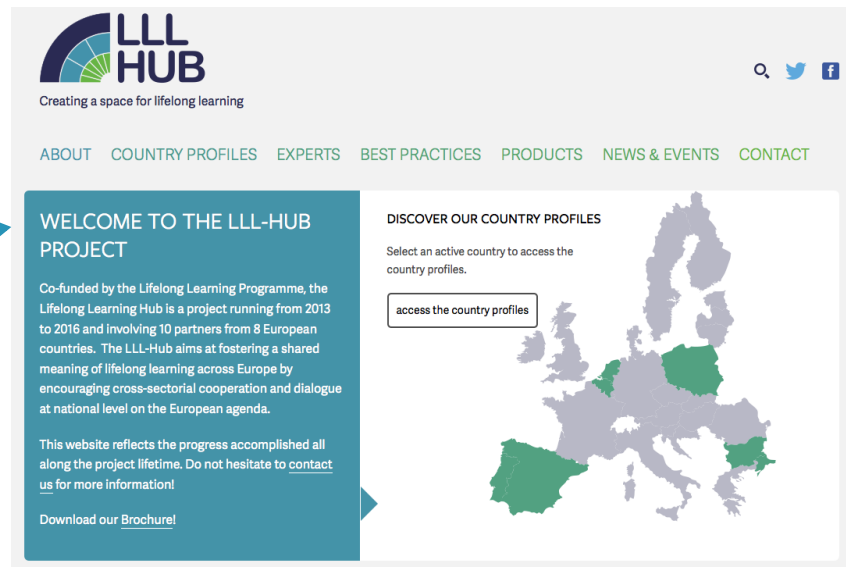 LLL
HUB
Creating a space for lifelong learning
ABOUT COUNTRY PROFILES EXPERTS BEST PRACTICES PRODUCTS NEWS & EVENTS CONTACT
WELCOME TO THE LLL-HUB
PROJECT
Co-funded by the Lifelong Learning Programme, the
Lifelong Learning Hub is a project running from 2013
to 2016 and involving 10 partners from 8 European
countries. The LLL-Hub aims at fostering a shared
meaning of lifelong learning across Europe by
encouraging cross-sectorial cooperation and dialogue
at national level on the European agenda.
This website reflects the progress accomplished all
along the project lifetime. Do not hesitate to contact
us for more information!
Download our Brochure!
DISCOVER OUR COUNTRY PROFILES
Select an active country to access the
country profiles.
access the country profiles